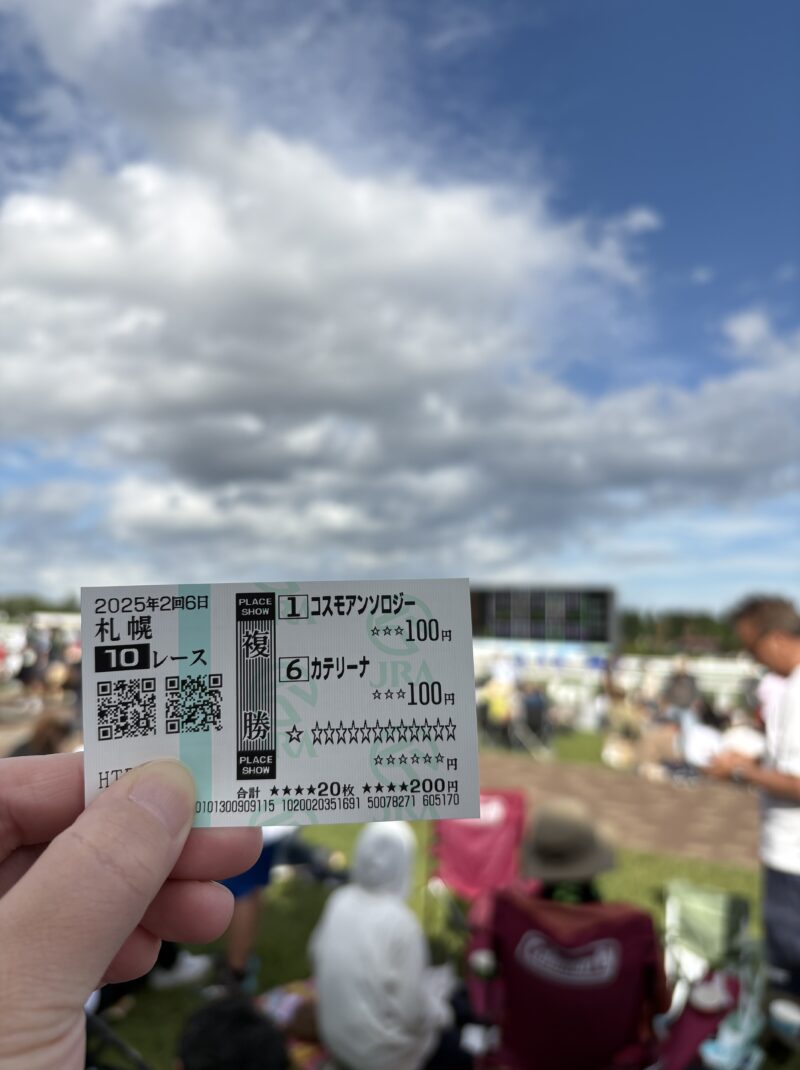 2025年2回6日
札幌
10レース
PLACE SHOW
複勝
PLACE SHOW
1 コスモアンソロジー
☆☆☆100円
6 カテリーナ
☆☆☆100円
☆ ☆☆☆☆☆☆☆☆☆☆☆
☆☆☆☆☆☆円
合計 ★★★★20枚 ★★★★200円
0101300909115 1020020351691 50078271 605170
JRA
Coleman